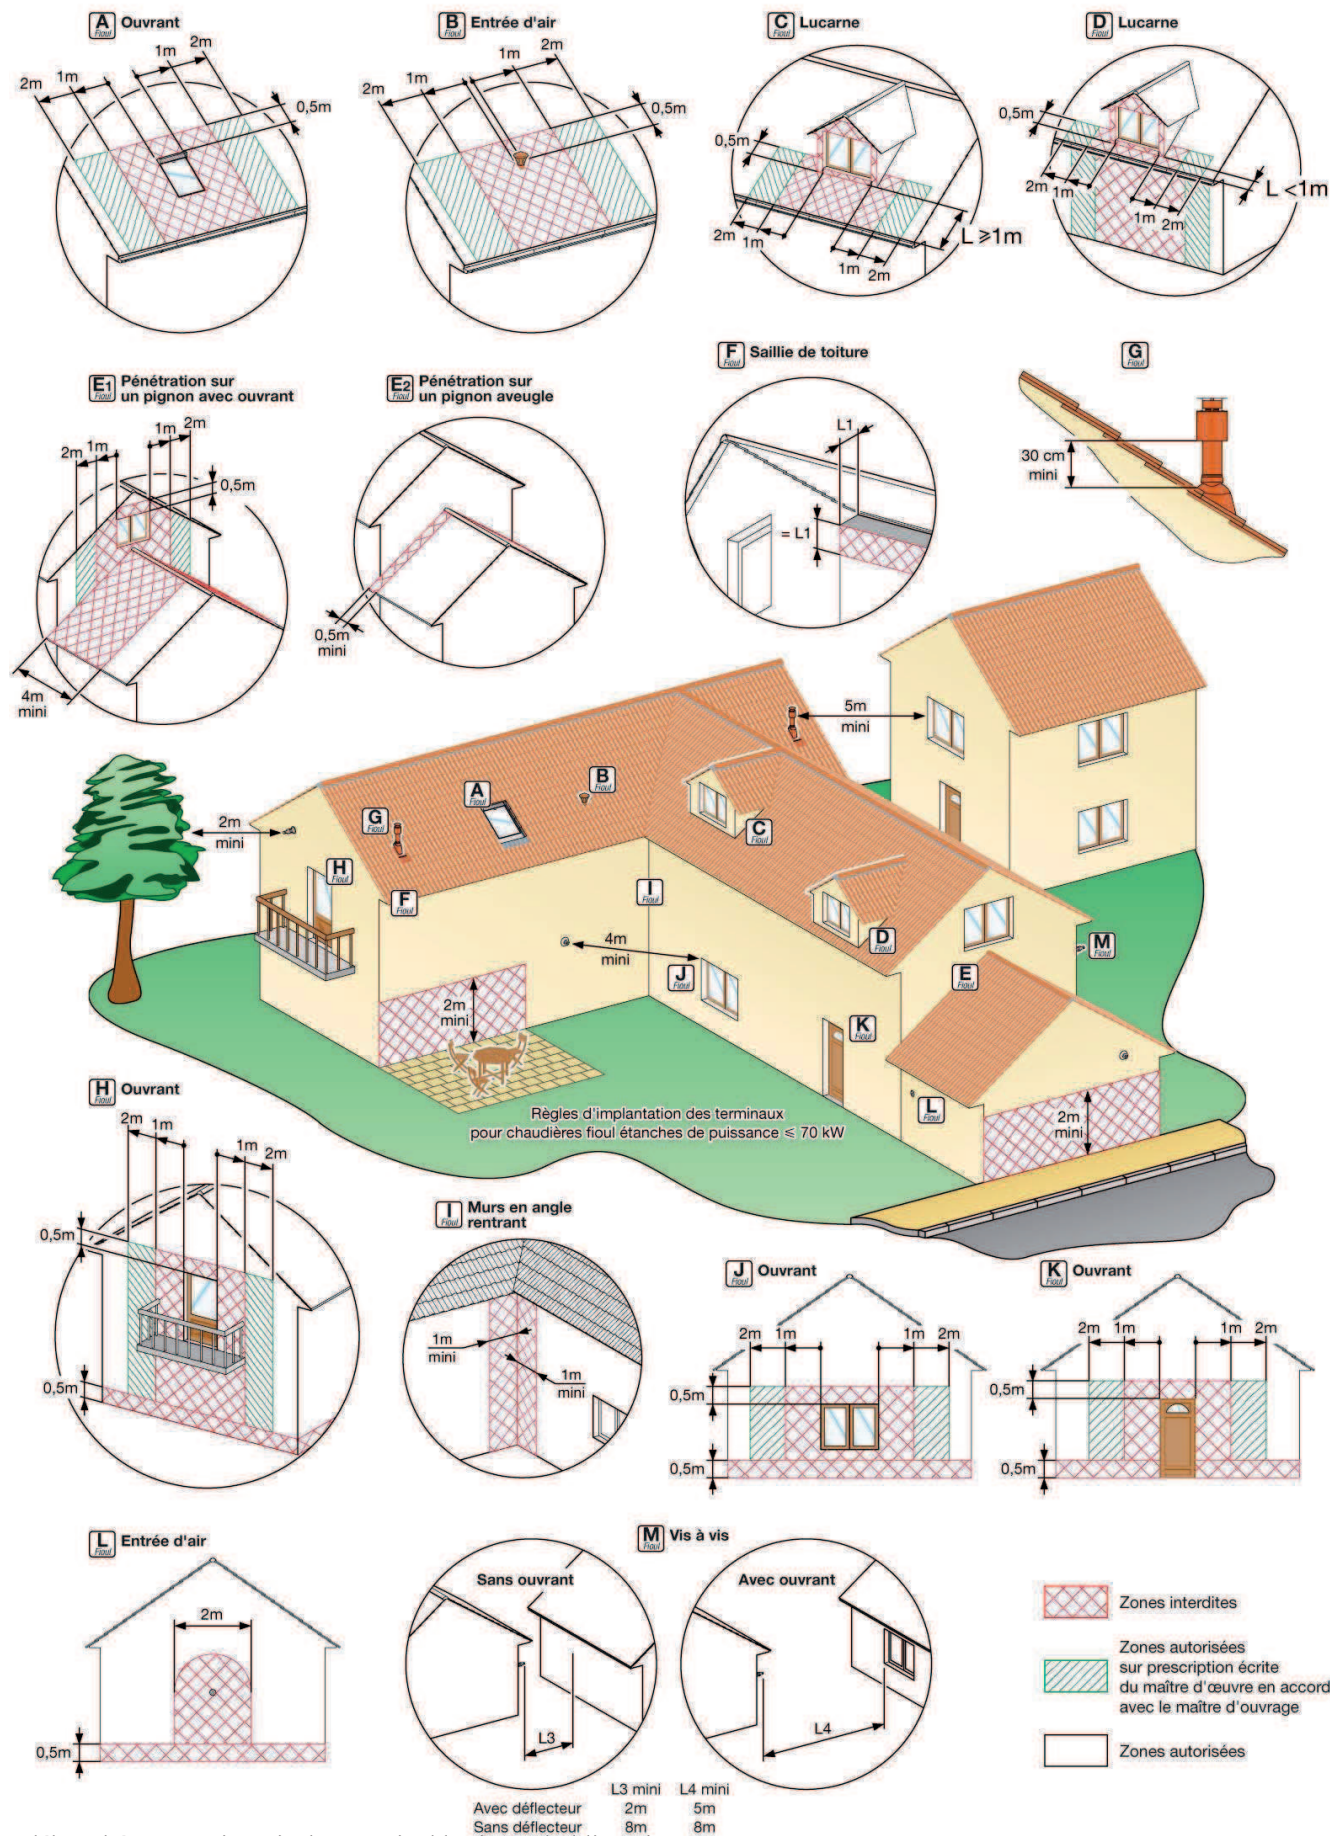 A Fioul Ouvrant
2m 1m 1m 2m
0,5m
B Fioul Entrée d'air
2m 1m 1m 2m
0,5m
C Fioul Lucarne
0,5m
2m 1m 1m 2m
L ⩾1m
D Fioul Lucarne
0,5m
2m 1m 1m 2m
L <1m
E1 Fioul Pénétration sur
un pignon avec ouvrant
2m 1m 1m 2m
0,5m
4m
mini
E2 Fioul Pénétration sur
un pignon aveugle
0,5m
mini
F Fioul Saillie de toiture
L1
= L1
G Fioul
30 cm
mini
5m
mini
2m
mini
G Fioul
A Fioul
B Fioul
C Fioul
H Fioul
F Fioul
I Fioul
D Fioul
M Fioul
4m
mini
J Fioul
E Fioul
K Fioul
2m
mini
L Fioul
2m
mini
Règles d'implantation des terminaux
pour chaudières fioul étanches de puissance ⩽ 70 kW
H Fioul Ouvrant
2m 1m 1m 2m
0,5m
0,5m
I Fioul Murs en angle
rentrant
1m
mini
1m
mini
J Fioul Ouvrant
2m 1m 1m 2m
0,5m
0,5m
K Fioul Ouvrant
2m 1m 1m 2m
0,5m
0,5m
L Fioul Entrée d'air
2m
0,5m
M Fioul Vis à vis
Sans ouvrant
Avec ouvrant
L3
L4
L3 mini L4 mini
Avec déflecteur 2m 5m
Sans déflecteur 8m 8m
Zones interdites
Zones autorisées
sur prescription écrite
du maître d'œuvre en accord
avec le maître d'ouvrage
Zones autorisées